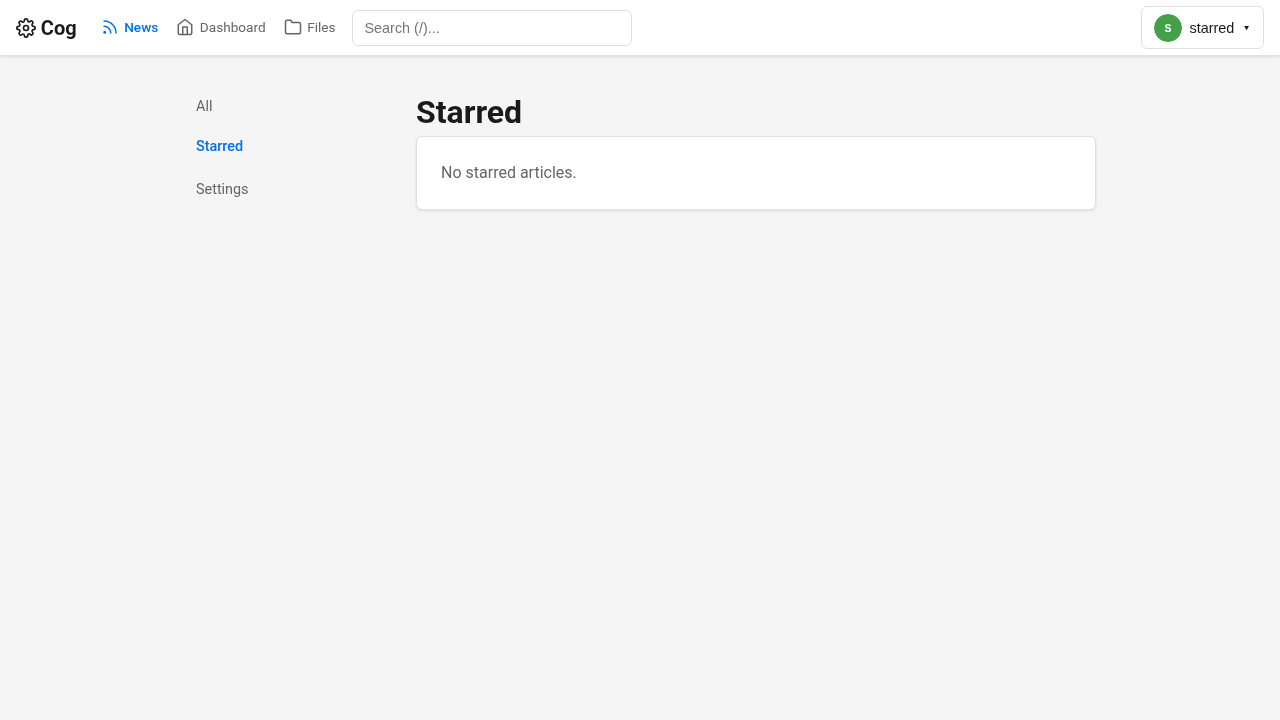 Cog
News
Dashboard
Files
Search (/)...
S
starred
All
Starred
Settings
Starred
No starred articles.